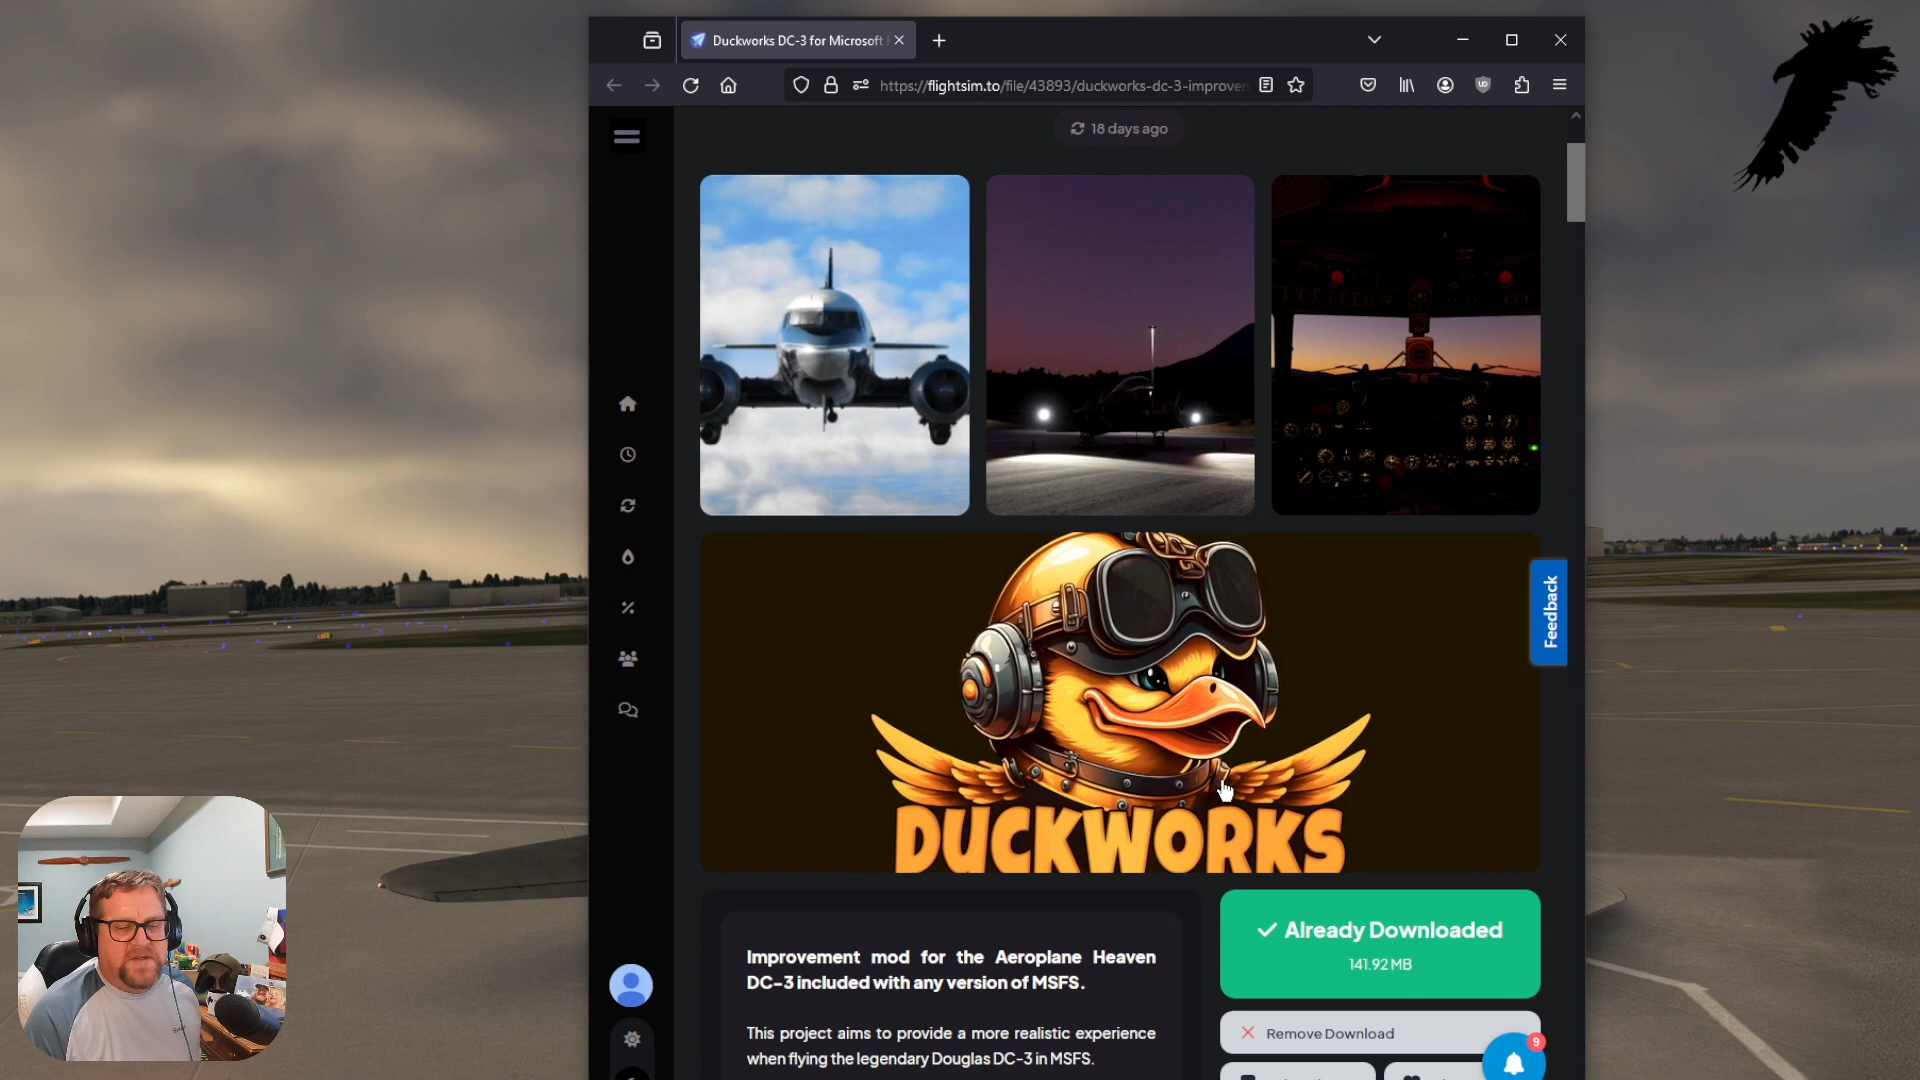 Duckworks DC-3 for Microsoft
https://flightsim.to/file/43893/duckworks-dc-3-improven
18 days ago
DUCKWORKS
Feedback
Improvement mod for the Aeroplane Heaven
DC-3 included with any version of MSFS.
This project aims to provide a more realistic experience
when flying the legendary Douglas DC-3 in MSFS.
Already Downloaded
141.92 MB
Remove Download
9